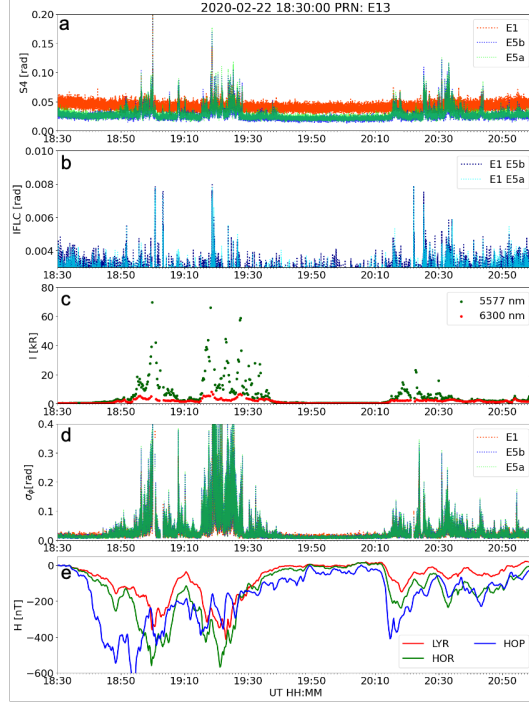 2020-02-22 18:30:00 PRN: E13
a
S4 [rad]
0.20
0.15
0.10
0.05
0.00
E1
E5b
E5a
18:30 18:50 19:10 19:30 19:50 20:10 20:30 20:50
b
IFLC [rad]
0.010
0.008
0.006
0.004
E1 E5b
E1 E5a
18:30 18:50 19:10 19:30 19:50 20:10 20:30 20:50
c
I [kR]
80
60
40
20
0
5577 nm
6300 nm
18:30 18:50 19:10 19:30 19:50 20:10 20:30 20:50
d
σϕ[rad]
0.4
0.3
0.2
0.1
0.0
E1
E5b
E5a
18:30 18:50 19:10 19:30 19:50 20:10 20:30 20:50
e
H [nT]
0
−200
−400
−600
LYR
HOR
HOP
18:30 18:50 19:10 19:30 19:50 20:10 20:30 20:50
UT HH:MM